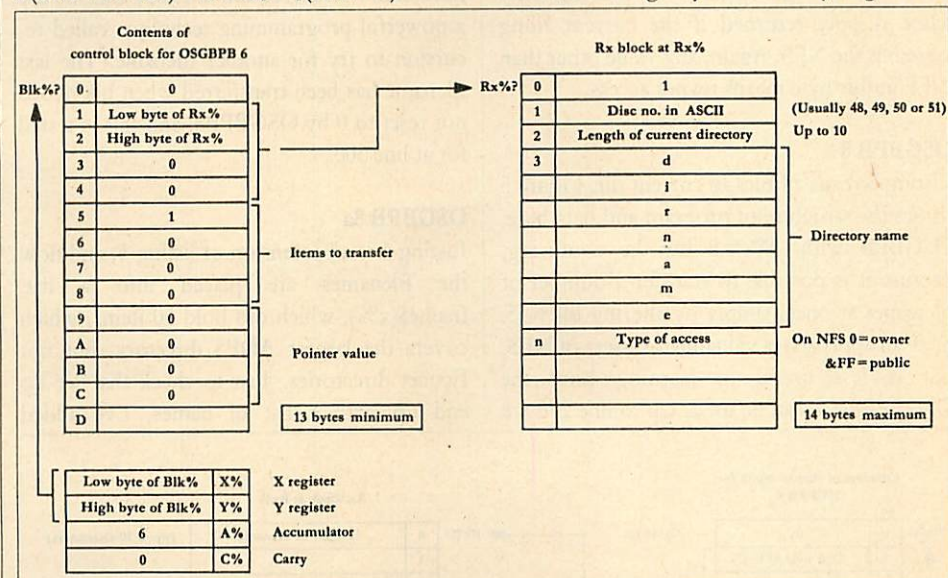 Contents of
control block for OSGBPB 6
Blk%? 0 0
1 Low byte of Rx%
2 High byte of Rx%
3 0
4 0
5 1
6 0
7 0
8 0
9 0
A 0
B 0
C 0
D
Items to transfer
Pointer value
13 bytes minimum
Low byte of Blk% X% X register
High byte of Blk% Y% Y register
6 A% Accumulator
0 C% Carry
Rx block at Rx%
Rx%? 0 1
1 Disc no. in ASCII (Usually 48, 49, 50 or 51)
2 Length of current directory Up to 10
3 d
i
r
n
a
m
e
Directory name
n Type of access On NFS 0=owner
&FF=public
14 bytes maximum